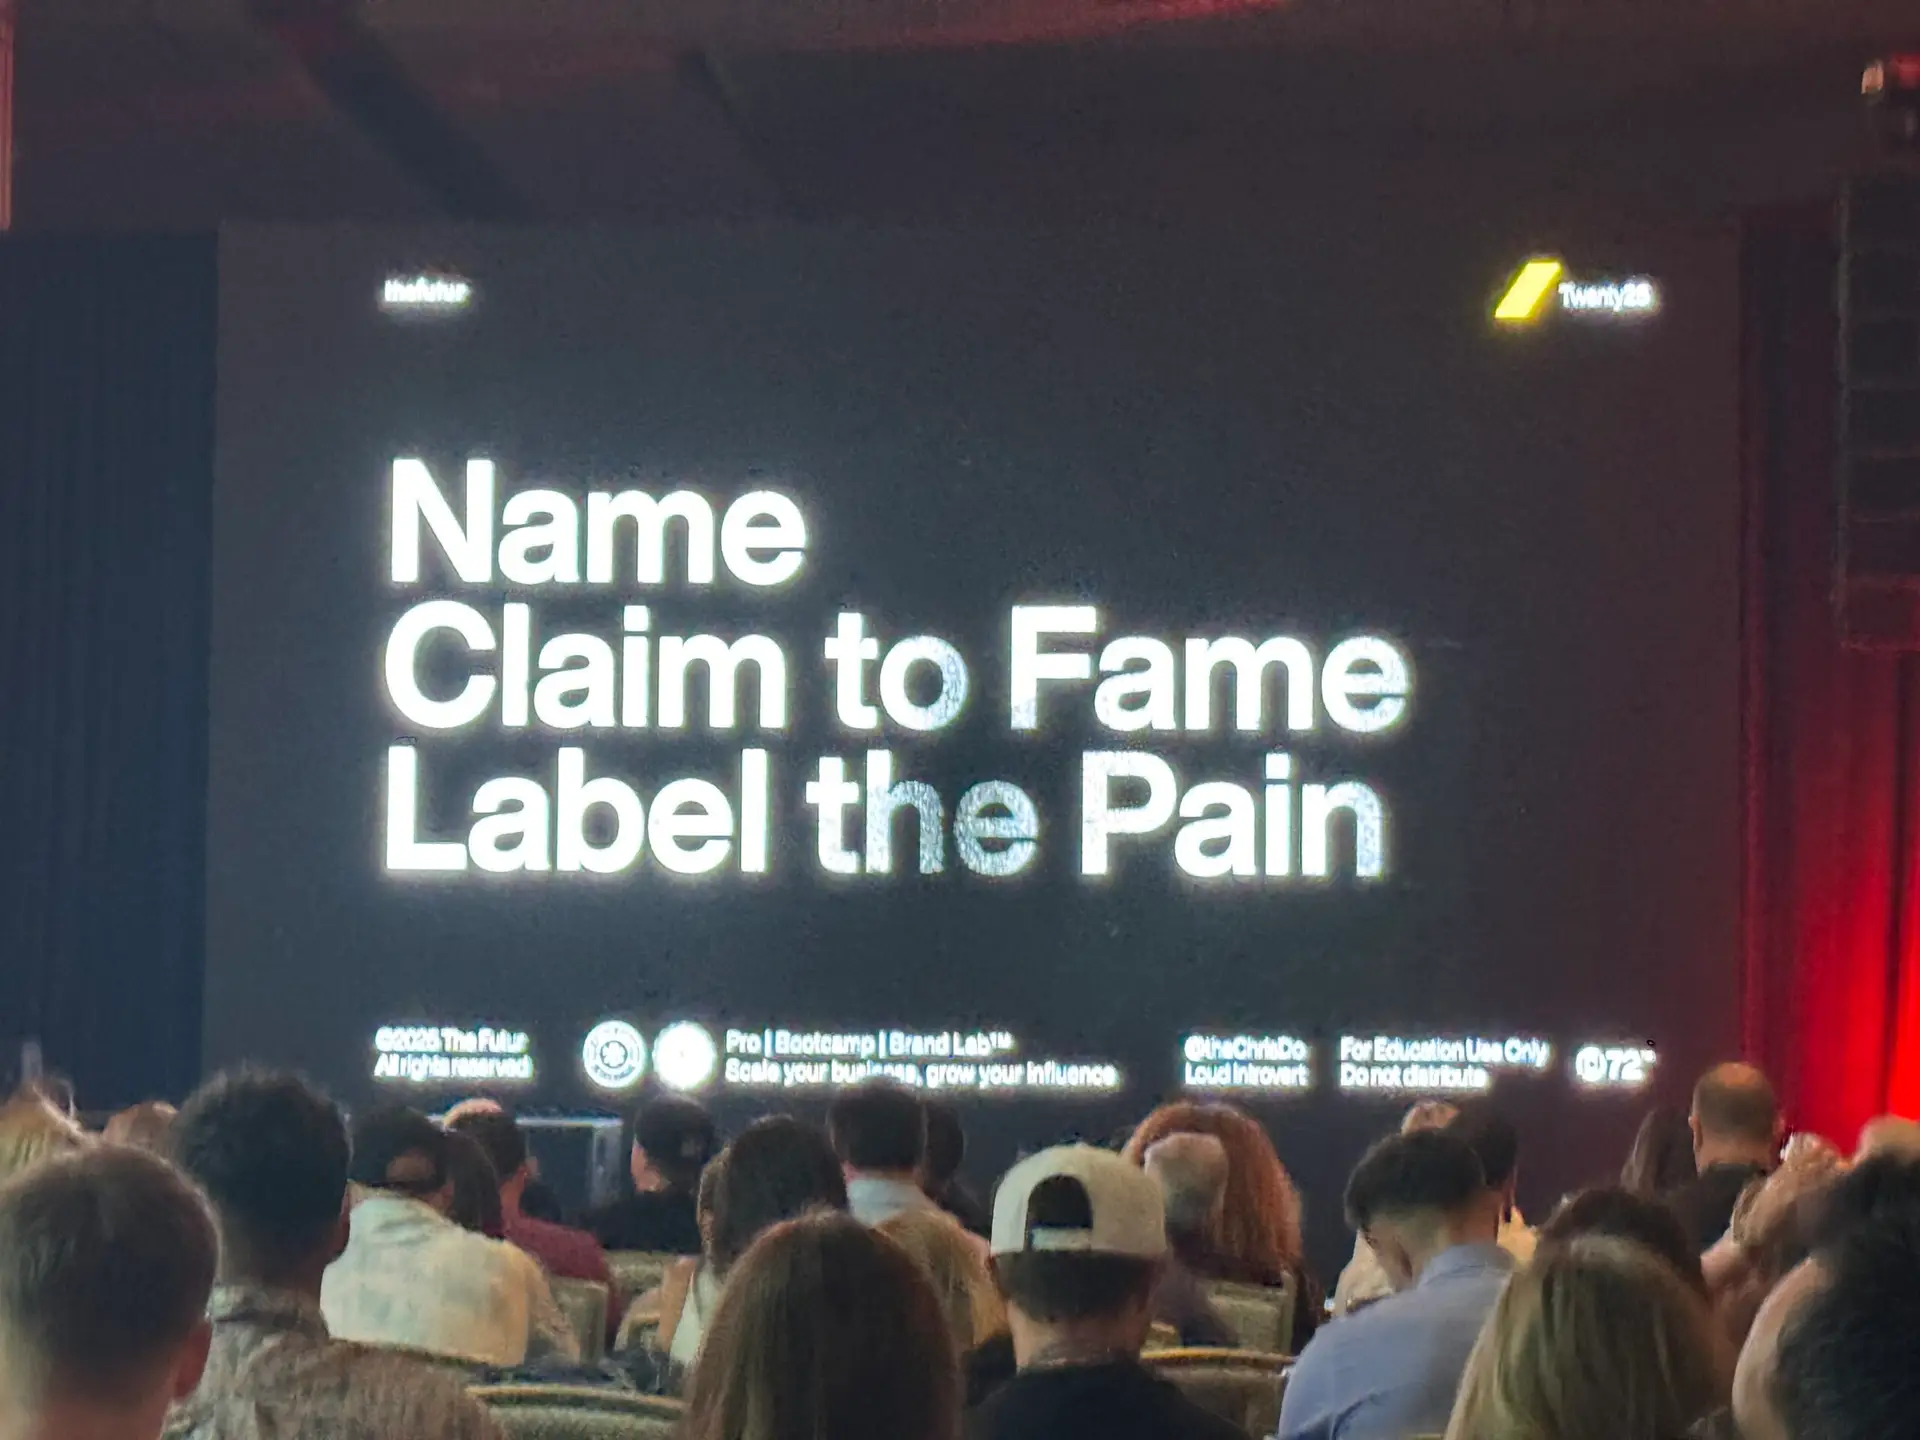 thefutur
Twenty25
Name
Claim to Fame
Label the Pain
©2025 The Futur
All rights reserved
Pro | Bootcamp | Brand Lab™
Scale your business, grow your influence
@theChrisDo
Loud Introvert
For Education Use Only
Do not distribute
72